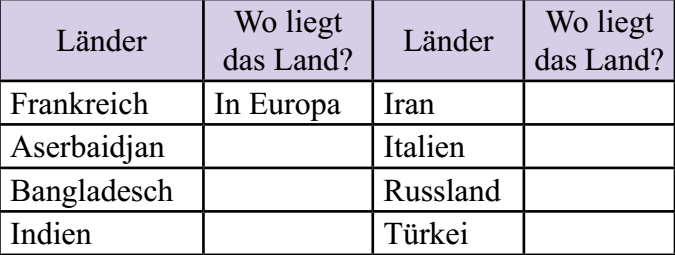 Länder
Wo liegt
das Land?
Länder
Wo liegt
das Land?
Frankreich In Europa Iran
Aserbaidjan Italien
Bangladesch Russland
Indien Türkei